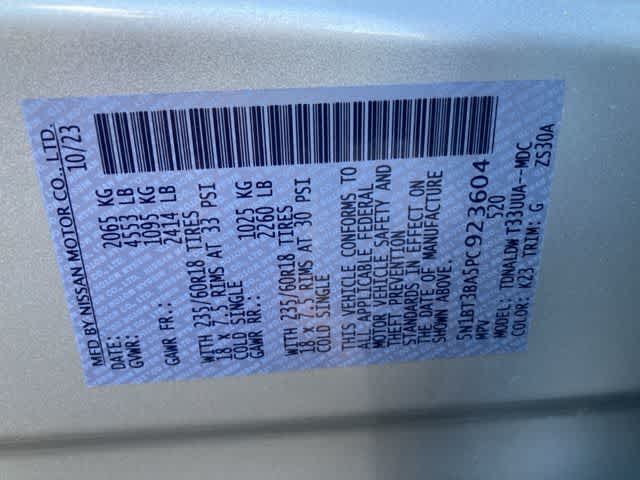 MFD BY NISSAN MOTOR CO., LTD.
DATE: 10/23
GVWR: 2065 KG
4553 LB
GAWR FR.: 1095 KG
2414 LB
WITH 235/60R18 TIRES
18 X 7.5 RIMS AT 33 PSI
COLD SINGLE
GAWR RR.: 1025 KG
2260 LB
WITH 235/60R18 TIRES
18 X 7.5 RIMS AT 30 PSI
COLD SINGLE
THIS VEHICLE CONFORMS TO
ALL APPLICABLE FEDERAL
MOTOR VEHICLE SAFETY AND
THEFT PREVENTION
STANDARDS IN EFFECT ON
THE DATE OF MANUFACTURE
SHOWN ABOVE.
5N1BT3BA5PC923604
MPV 520
MODEL: TDNALDW T33UUA--MDC
COLOR: K23 TRIM: G ZS30A